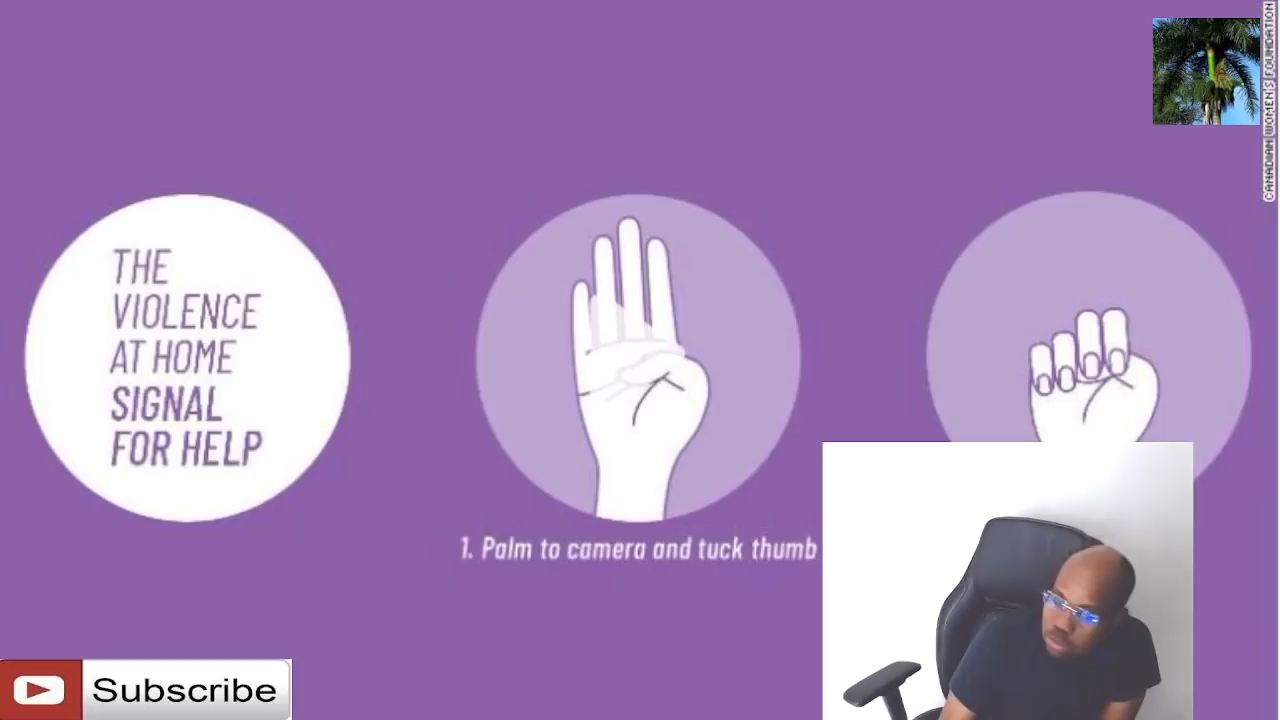 CANADIAN WOMEN'S FOUNDATION
THE
VIOLENCE
AT HOME
SIGNAL
FOR HELP
1. Palm to camera and tuck thumb
Subscribe